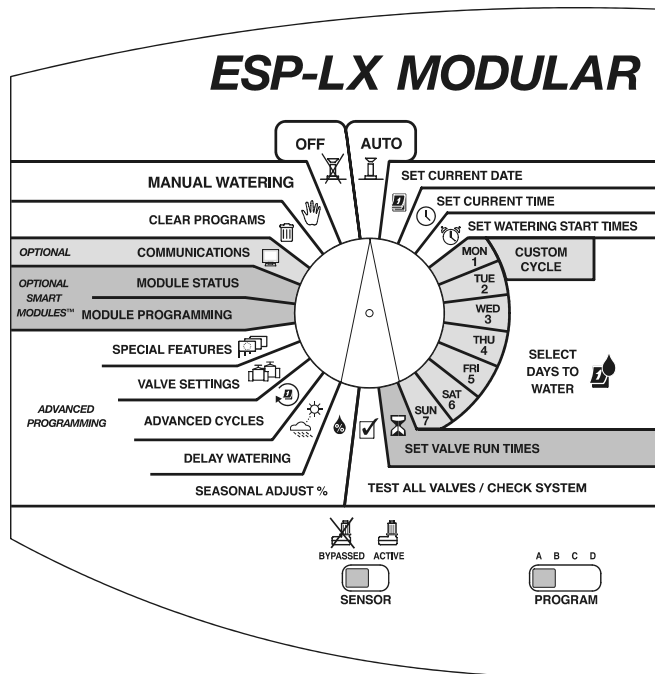 ESP-LX MODULAR
OFF
AUTO
MANUAL WATERING
CLEAR PROGRAMS
OPTIONAL
COMMUNICATIONS
OPTIONAL
SMART
MODULES™
MODULE STATUS
MODULE PROGRAMMING
SPECIAL FEATURES
VALVE SETTINGS
ADVANCED
PROGRAMMING
ADVANCED CYCLES
DELAY WATERING
SEASONAL ADJUST %
SET CURRENT DATE
SET CURRENT TIME
SET WATERING START TIMES
MON
1
CUSTOM
CYCLE
TUE
2
WED
3
THU
4
FRI
5
SAT
6
SUN
7
SELECT
DAYS TO
WATER
1
SET VALVE RUN TIMES
TEST ALL VALVES / CHECK SYSTEM
1
1
%
BYPASSED ACTIVE
SENSOR
A B C D
PROGRAM